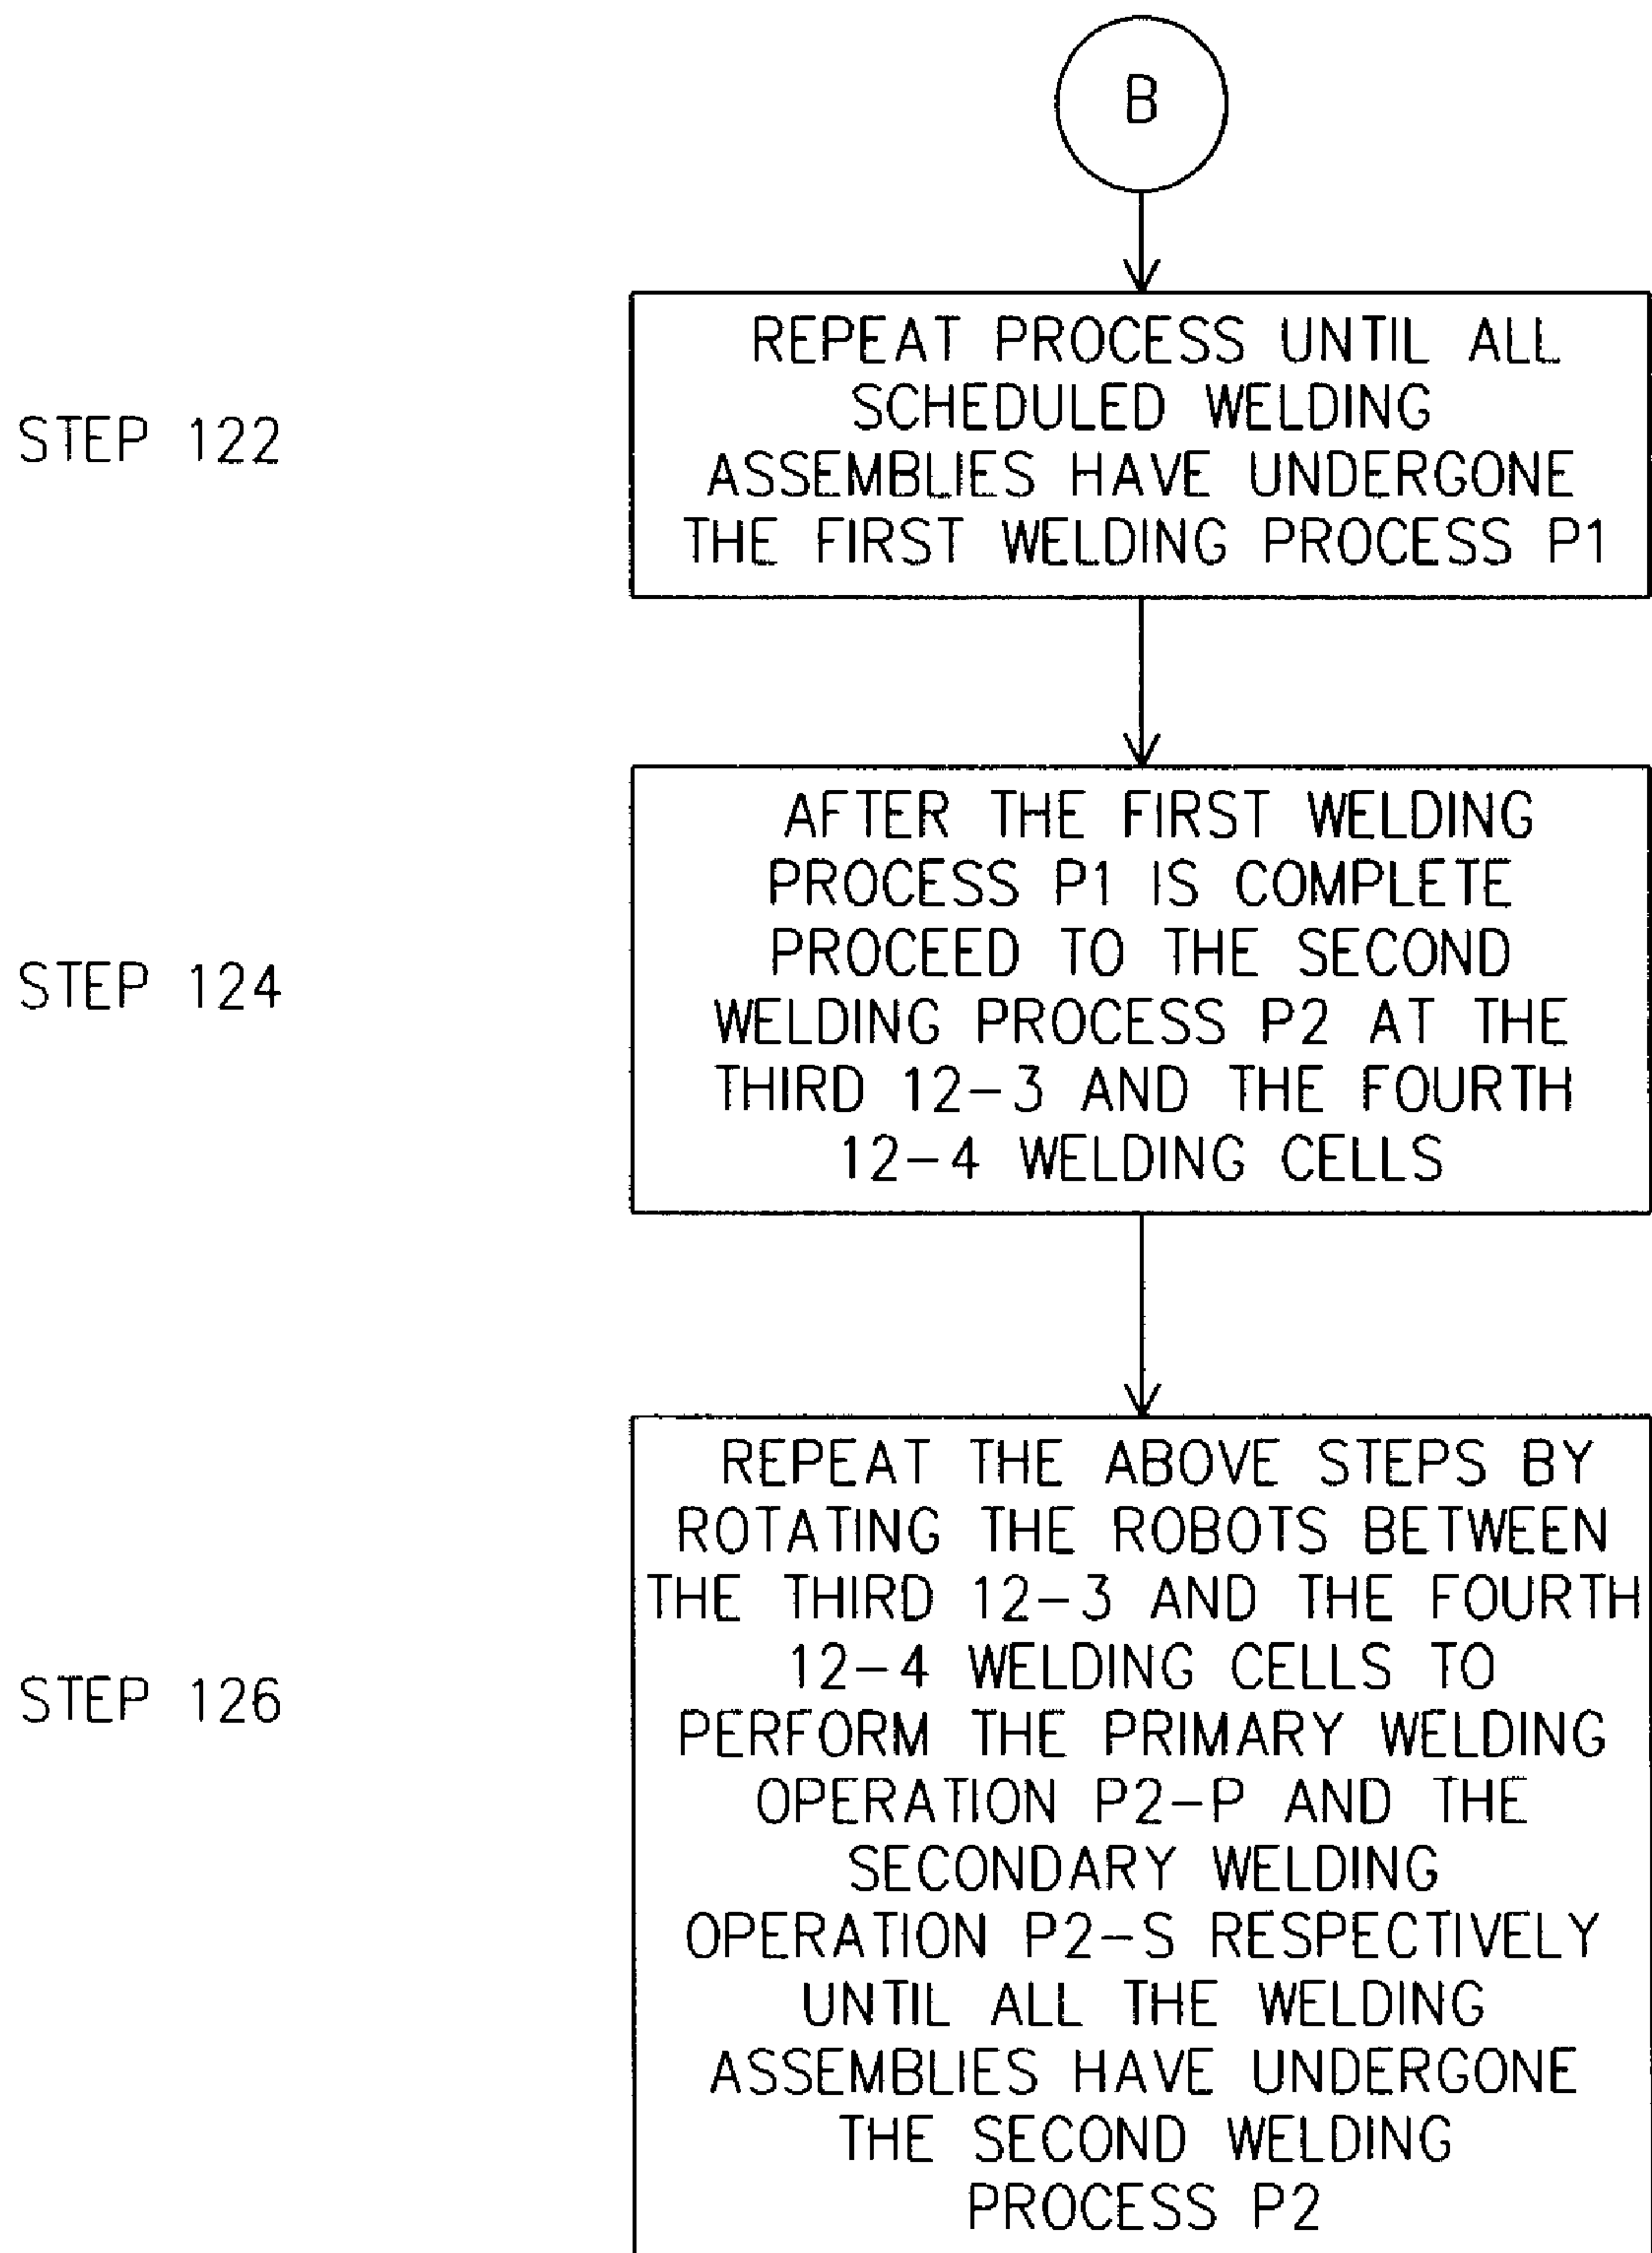 B
REPEAT PROCESS UNTIL ALL
SCHEDULED WELDING
STEP 122
ASSEMBLIES HAVE UNDERGONE
THE FIRST WELDING PROCESS P1
AFTER THE FIRST WELDING
PROCESS P1 IS COMPLETE
PROCEED TO THE SECOND
STEP 124
WELDING PROCESS P2 AT THE
THIRD 12-3 AND THE FOURTH
12-4 WELDING CELLS
REPEAT THE ABOVE STEPS BY
ROTATING THE ROBOTS BETWEEN
THE THIRD 12-3 AND THE FOURTH
12-4 WELDING CELLS TO
STEP 126
PERFORM THE PRIMARY WELDING
OPERATION P2-P AND THE
SECONDARY WELDING
OPERATION P2-S RESPECTIVELY
UNTIL ALL THE WELDING
ASSEMBLIES HAVE UNDERGONE
THE SECOND WELDING
PROCESS P2